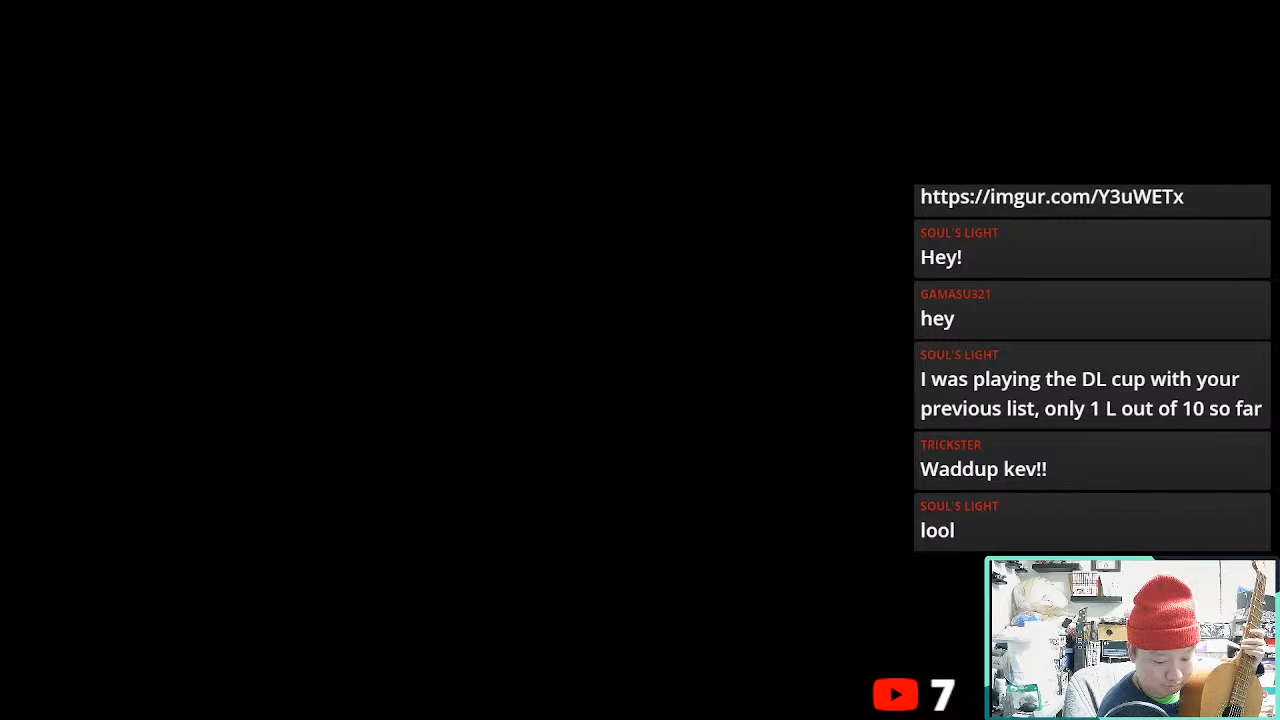 https://imgur.com/Y3uWETx
SOUL'S LIGHT
Hey!
GAMASU321
hey
SOUL'S LIGHT
I was playing the DL cup with your
previous list, only 1 L out of 10 so far
TRICKSTER
Waddup kev!!
SOUL'S LIGHT
lool
7